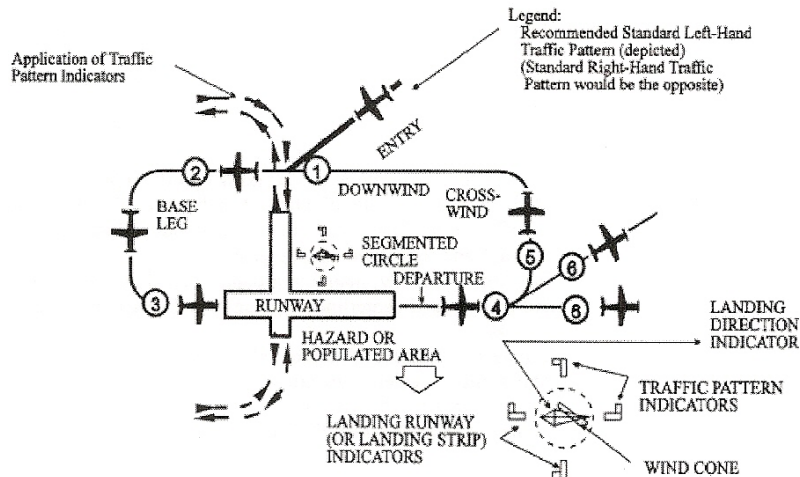 Legend:
Recommended Standard Left-Hand
Traffic Pattern (depicted)
(Standard Right-Hand Traffic
Pattern would be the opposite)
Application of Traffic
Pattern Indicators
ENTRY
2
1
DOWNWIND
CROSS-
WIND
BASE
LEG
SEGMENTED
CIRCLE
5
6
DEPARTURE
3
RUNWAY
4
6
LANDING
DIRECTION
INDICATOR
HAZARD OR
POPULATED AREA
TRAFFIC PATTERN
INDICATORS
LANDING RUNWAY
(OR LANDING STRIP)
INDICATORS
WIND CONE